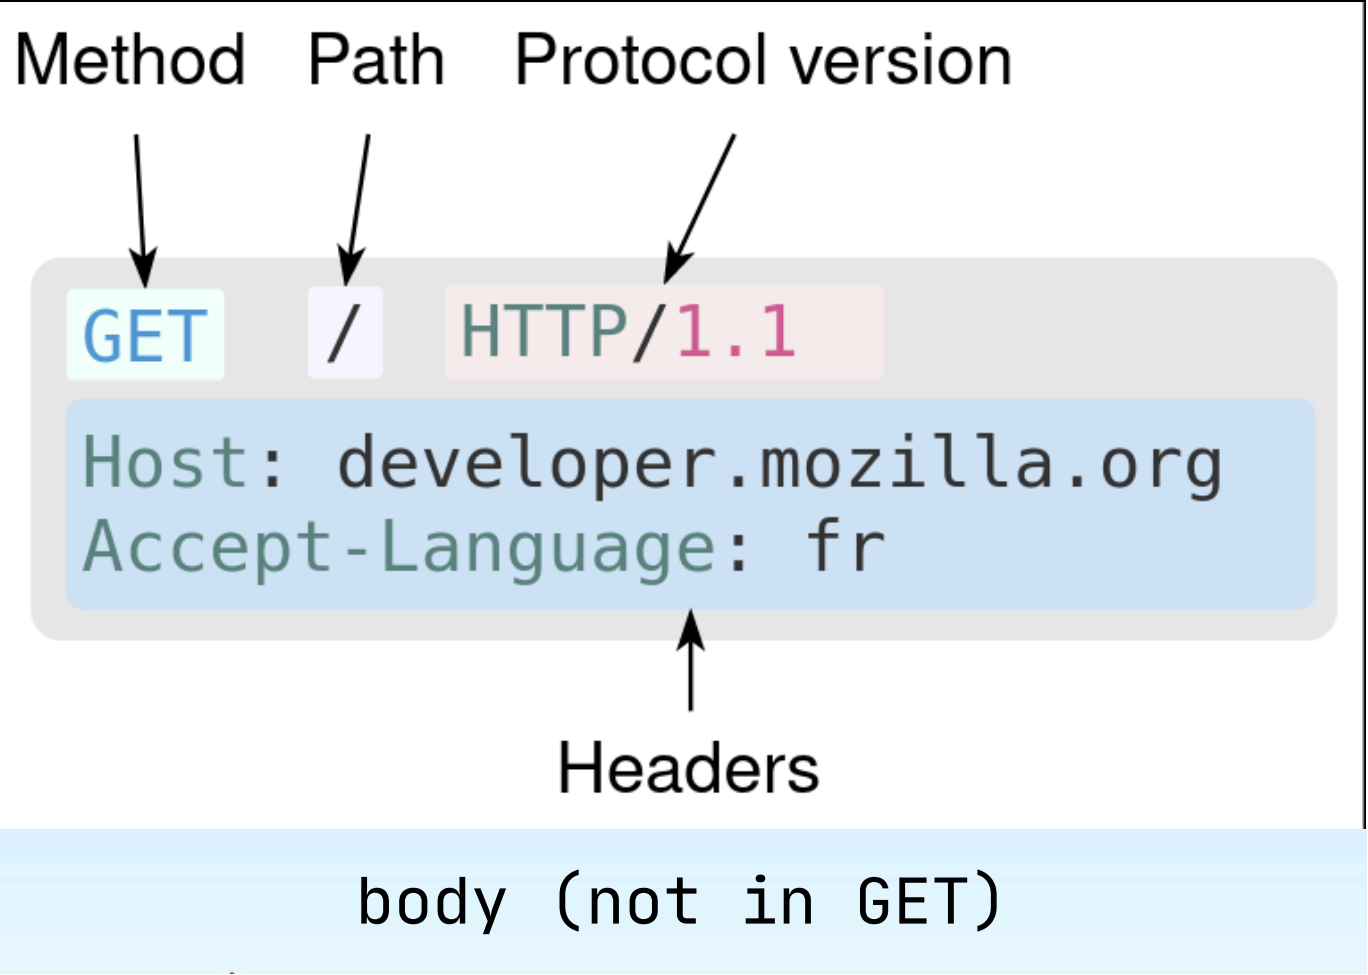 Method Path Protocol version
GET / HTTP/1.1
Host: developer.mozilla.org
Accept-Language: fr
Headers
body (not in GET)